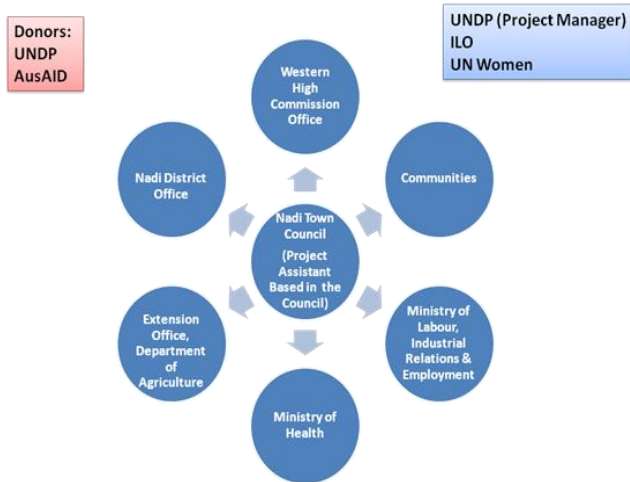 Donors:
UNDP
AusAID
UNDP (Project Manager)
ILO
UN Women
Western
High
Commission
Office
Nadi District
Office
Communities
Nadi Town
Council
(Project
Assistant
Based in the
Council)
Extension
Office,
Department
of
Agriculture
Ministry of
Labour,
Industrial
Relations &
Employment
Ministry of
Health